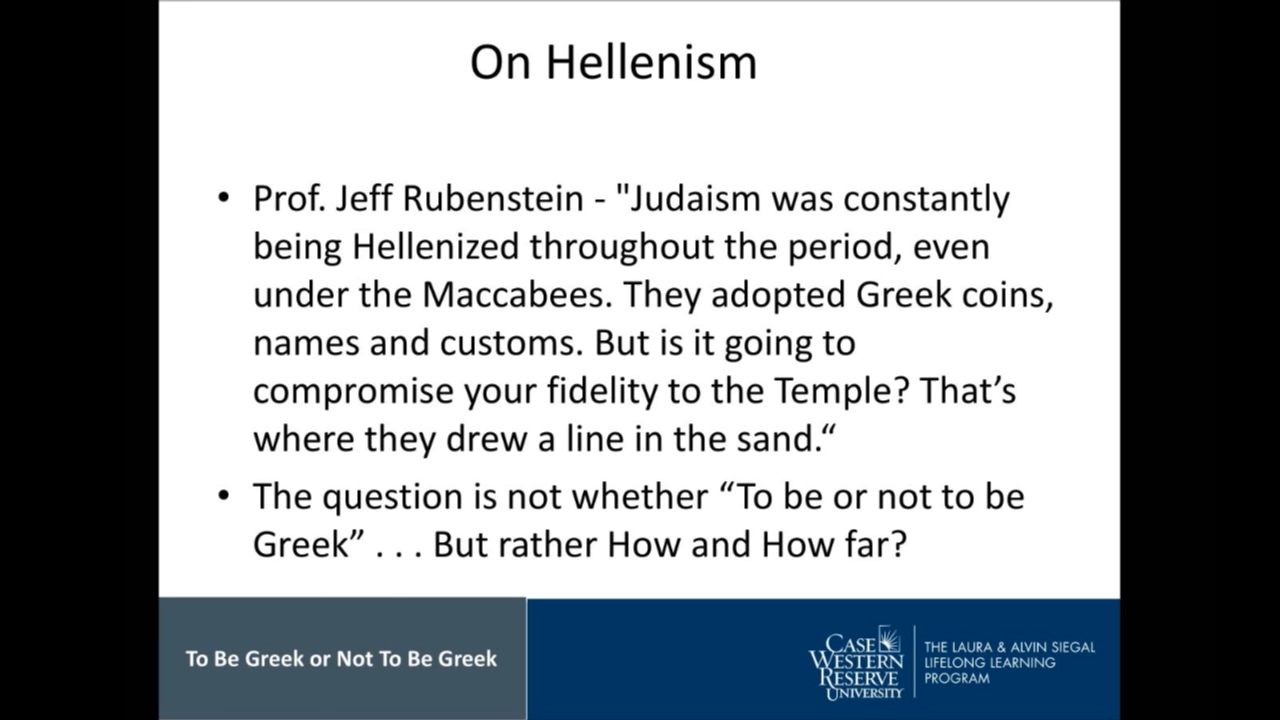 On Hellenism
• Prof. Jeff Rubenstein - "Judaism was constantly
being Hellenized throughout the period, even
under the Maccabees. They adopted Greek coins,
names and customs. But is it going to
compromise your fidelity to the Temple? That’s
where they drew a line in the sand.“
• The question is not whether “To be or not to be
Greek” . . . But rather How and How far?
To Be Greek or Not To Be Greek
CASE
WESTERN
RESERVE
UNIVERSITY
THE LAURA & ALVIN SIEGAL
LIFELONG LEARNING
PROGRAM